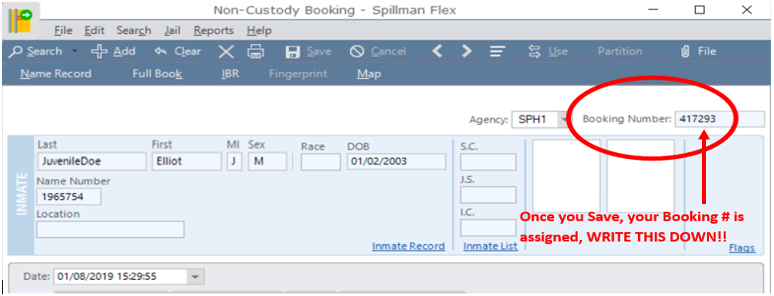 Non-Custody Booking - Spillman Flex
File Edit Search Jail Reports Help
Search Add Clear Save Cancel Use Partition File
Name Record Full Book IBR Fingerprint Map
Agency: SPH1 Booking Number: 417293
INMATE
Last First MI Sex Race DOB S.C.
JuvenileDoe Elliot J M 01/02/2003
Name Number J.S.
1965754
Location I.C.
Once you Save, your Booking # is
assigned, WRITE THIS DOWN!!
Inmate Record Inmate List Flags
Date: 01/08/2019 15:29:55